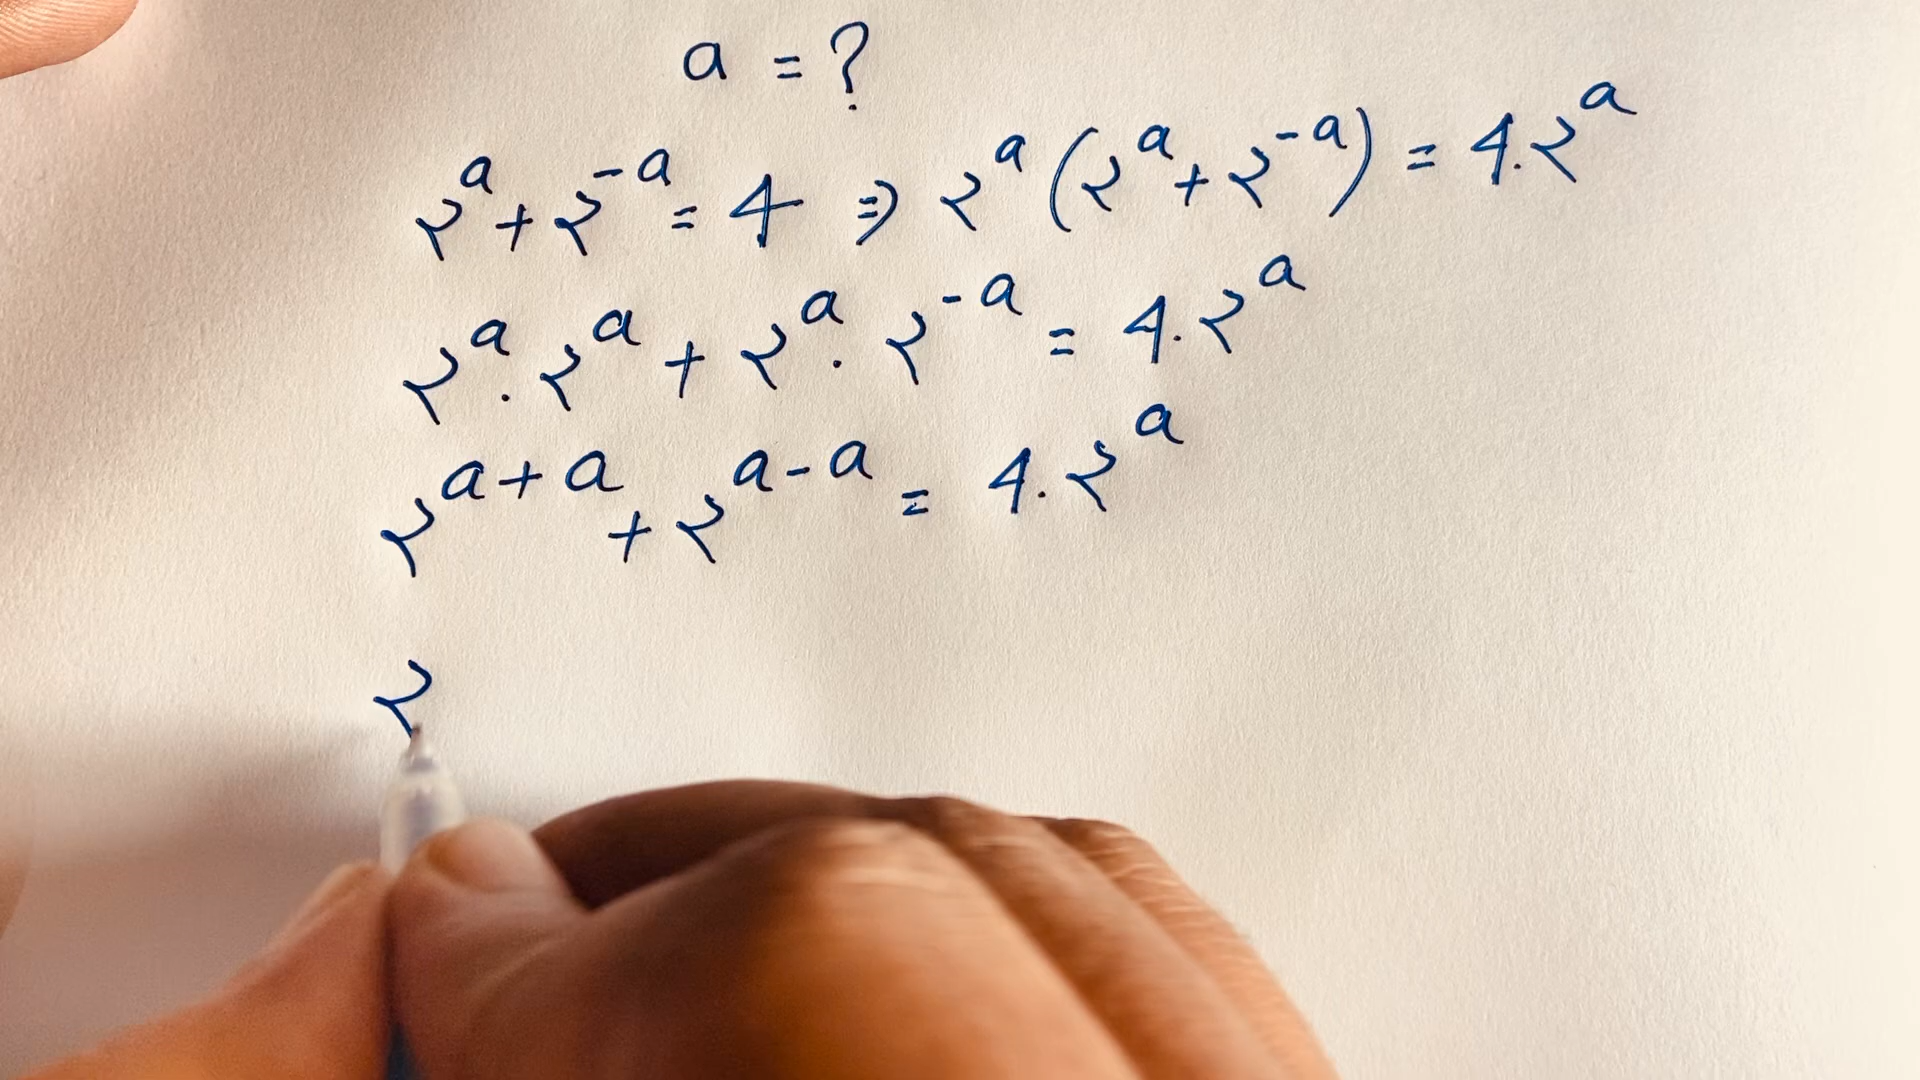 a = ?
2^a + 2^-a = 4 ⇒ 2^a (2^a + 2^-a) = 4.2^a
2^a . 2^a + 2^a . 2^-a = 4.2^a
2^a+a + 2^a-a = 4.2^a
2